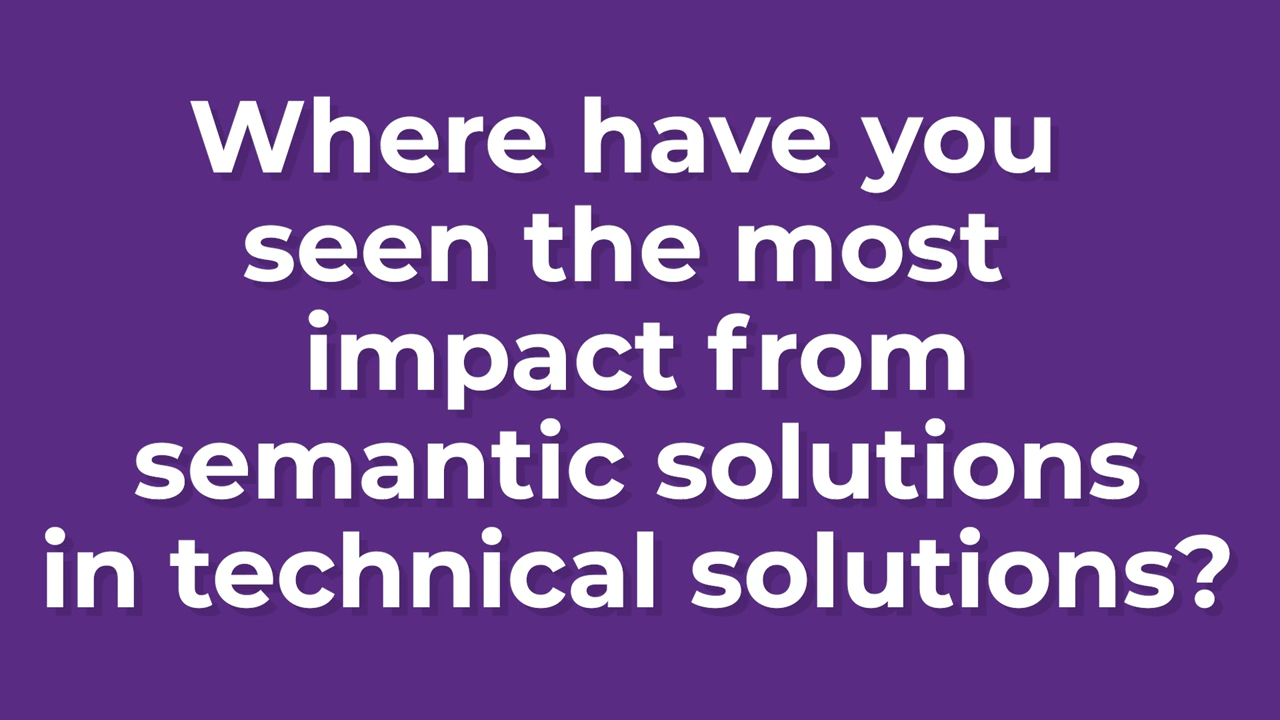 Where have you
seen the most
impact from
semantic solutions
in technical solutions?